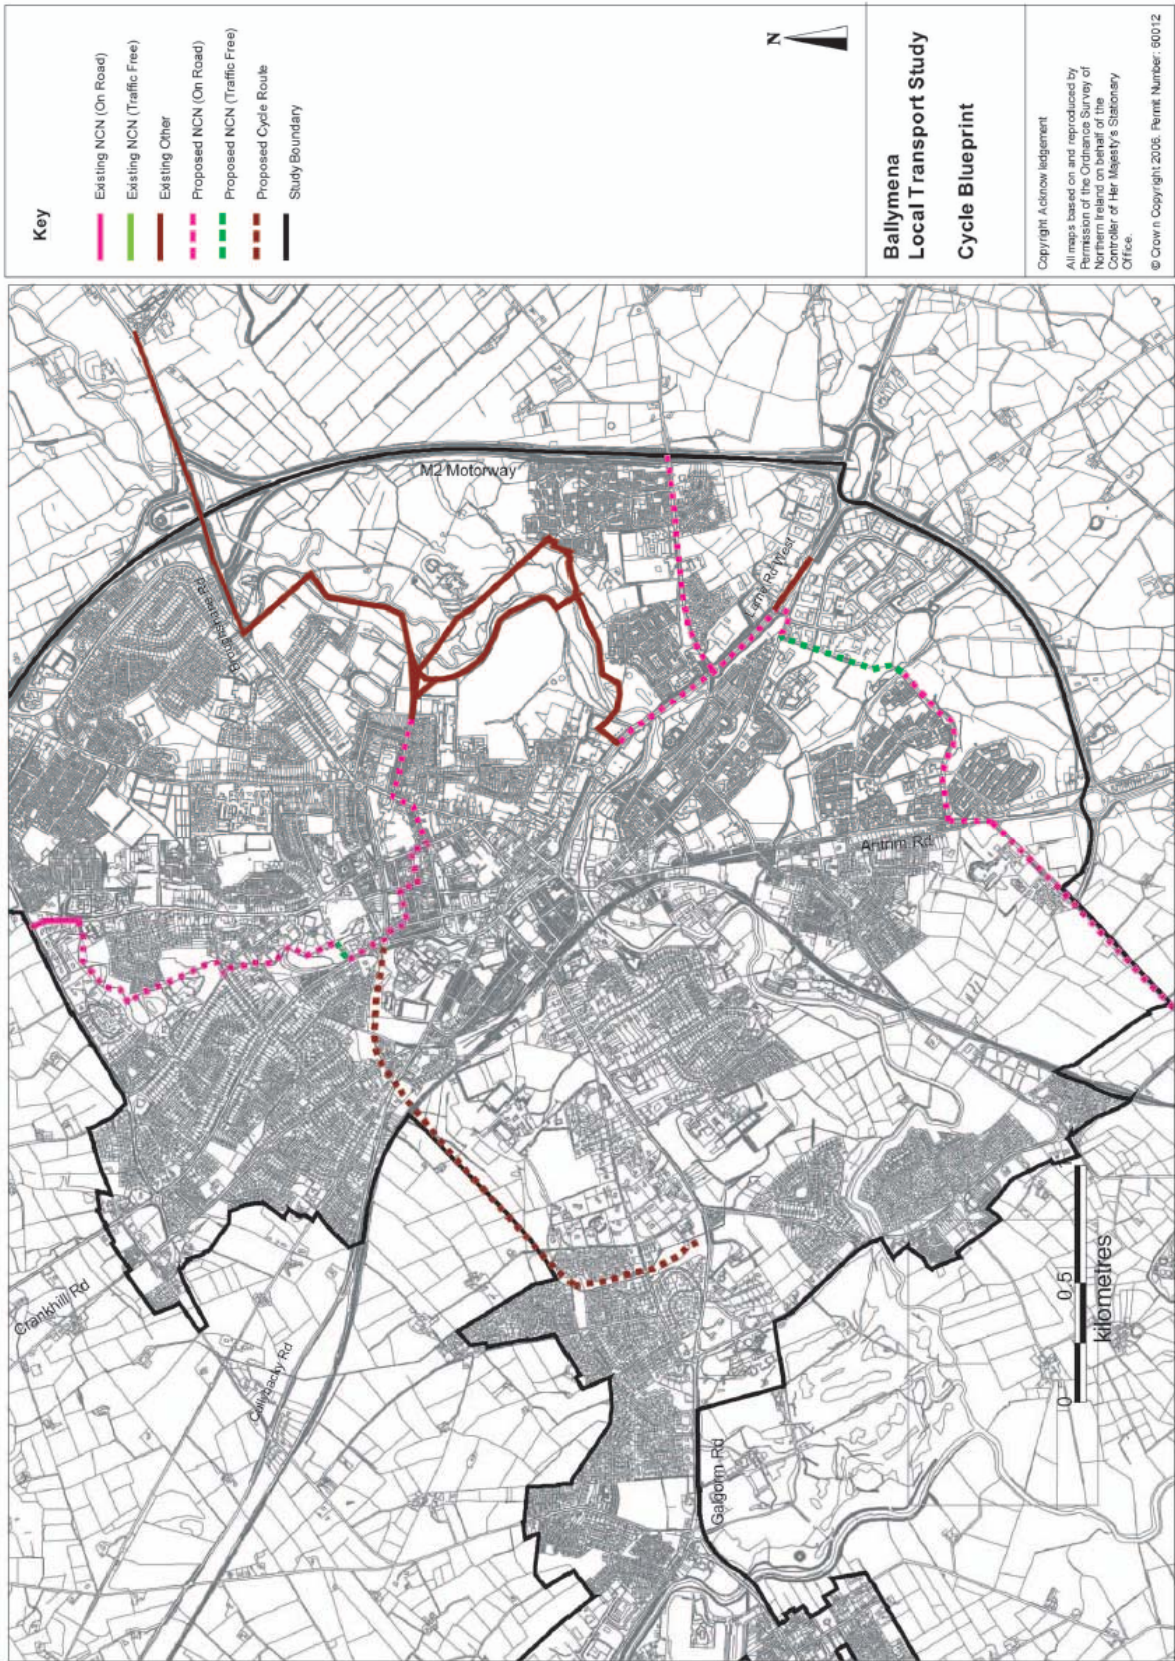 Key
Existing NCN (On Road)
Existing NCN (Traffic Free)
Existing Other
Proposed NCN (On Road)
Proposed NCN (Traffic Free)
Proposed Cycle Route
Study Boundary
N
Ballymena
Local Transport Study
Cycle Blueprint
Copyright Acknowledgement
All maps based on and reproduced by
Permission of the Ordnance Survey of
Northern Ireland on behalf of the
Controller of Her Majesty's Stationary
Office.
© Crown Copyright 2006. Permit Number: 60012
M2 Motorway
Larne Rd West
Antrim Rd
Crankhill Rd
Cullybacky Rd
Galgorm Rd
0 0.5 1
kilometres